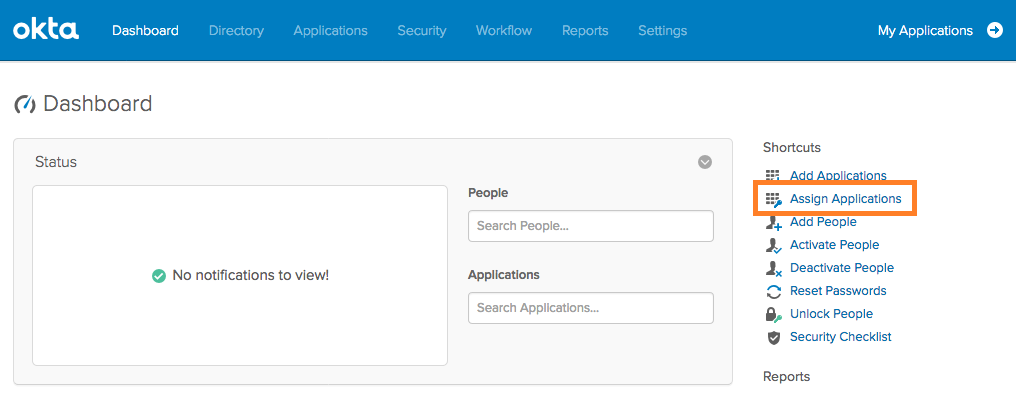 okta Dashboard Directory Applications Security Workflow Reports Settings My Applications
Dashboard
Status
No notifications to view!
People
Search People...
Applications
Search Applications...
Shortcuts
Add Applications
Assign Applications
Add People
Activate People
Deactivate People
Reset Passwords
Unlock People
Security Checklist
Reports